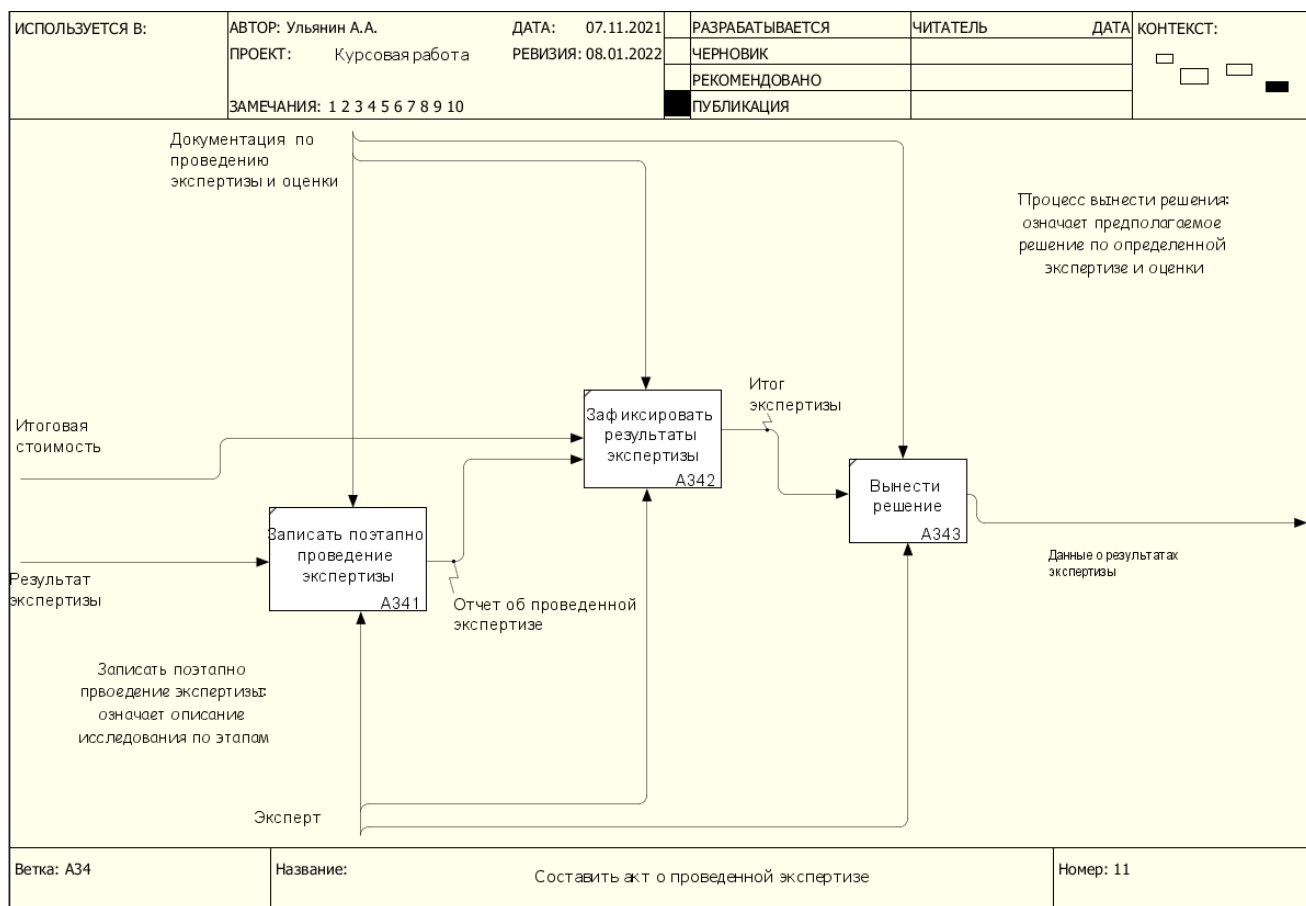 ИСПОЛЬЗУЕТСЯ В:
АВТОР: Ульянин А.А.
ДАТА: 07.11.2021
ПРОЕКТ: Курсовая работа
РЕВИЗИЯ: 08.01.2022
ЗАМЕЧАНИЯ: 1 2 3 4 5 6 7 8 9 10
РАЗРАБАТЫВАЕТСЯ
ЧЕРНОВИК
РЕКОМЕНДОВАНО
ПУБЛИКАЦИЯ
ЧИТАТЕЛЬ
ДАТА
КОНТЕКСТ:
Документация по
проведению
экспертизы и оценки
Процесс вынести решения:
означает предполагаемое
решение по определенной
экспертизе и оценки
Итог
экспертизы
Зафиксировать
результаты
экспертизы
А342
Итоговая
стоимость
Вынести
решение
А343
Записать поэтапно
проведение
экспертизы
А341
Данные о результатах
экспертизы
Результат
экспертизы
Отчет об проведенной
экспертизе
Записать поэтапно
првоедение экспертизы:
означает описание
исследования по этапам
Эксперт
Ветка: А34
Название:
Составить акт о проведенной экспертизе
Номер: 11